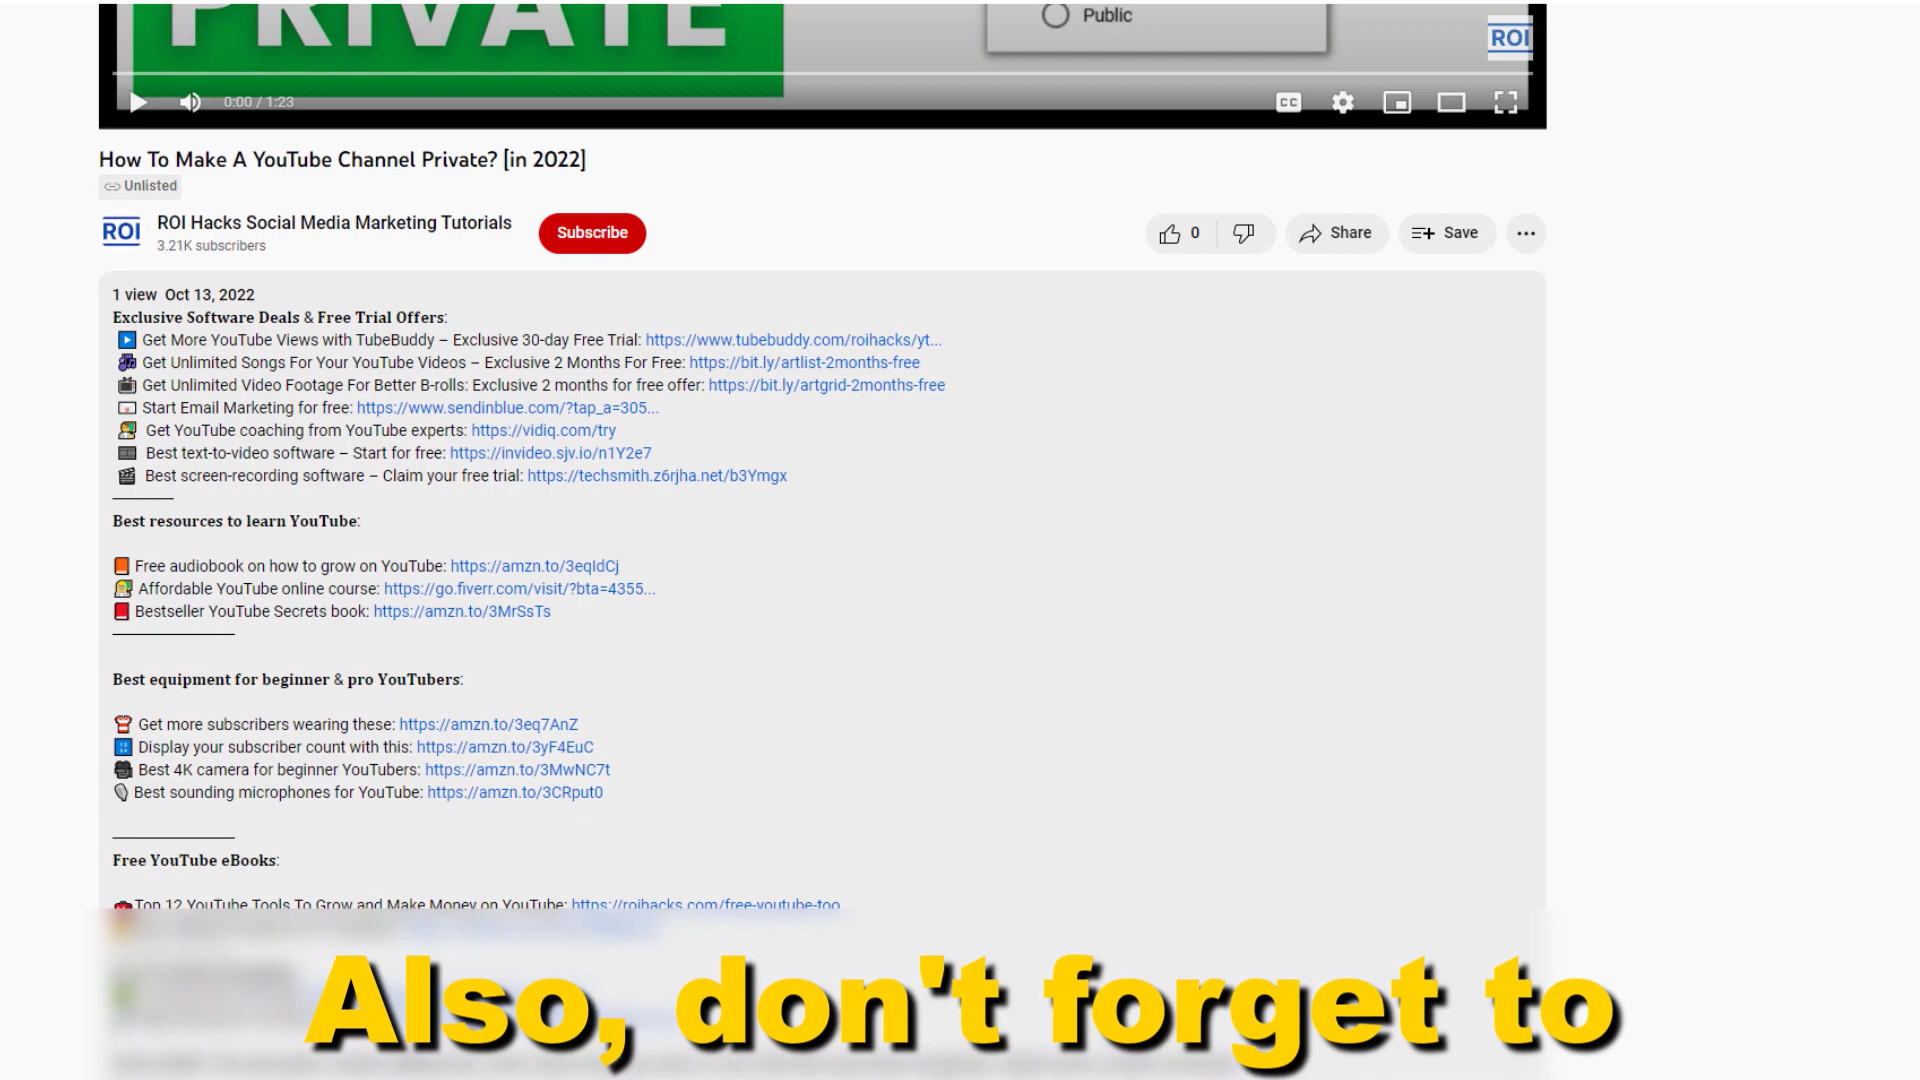 PRIVATE
Public
ROI
0:00 / 1:23
CC
How To Make A YouTube Channel Private? [in 2022]
Unlisted
ROI
ROI Hacks Social Media Marketing Tutorials
3.21K subscribers
Subscribe
0
Share
Save
1 view Oct 13, 2022
Exclusive Software Deals & Free Trial Offers:
Get More YouTube Views with TubeBuddy – Exclusive 30-day Free Trial: https://www.tubebuddy.com/roihacks/yt...
Get Unlimited Songs For Your YouTube Videos – Exclusive 2 Months For Free: https://bit.ly/artlist-2months-free
Get Unlimited Video Footage For Better B-rolls: Exclusive 2 months for free offer: https://bit.ly/artgrid-2months-free
Start Email Marketing for free: https://www.sendinblue.com/?tap_a=305...
Get YouTube coaching from YouTube experts: https://vidiq.com/try
Best text-to-video software – Start for free: https://invideo.sjv.io/n1Y2e7
Best screen-recording software – Claim your free trial: https://techsmith.z6rjha.net/b3Ymgx
Best resources to learn YouTube:
Free audiobook on how to grow on YouTube: https://amzn.to/3eqIdCj
Affordable YouTube online course: https://go.fiverr.com/visit/?bta=4355...
Bestseller YouTube Secrets book: https://amzn.to/3MrSsTs
Best equipment for beginner & pro YouTubers:
Get more subscribers wearing these: https://amzn.to/3eq7AnZ
Display your subscriber count with this: https://amzn.to/3yF4EuC
Best 4K camera for beginner YouTubers: https://amzn.to/3MwNC7t
Best sounding microphones for YouTube: https://amzn.to/3CRput0
Free YouTube eBooks:
Top 12 YouTube Tools To Grow and Make Money on YouTube: https://roihacks.com/free-youtube-too
Also, don't forget to